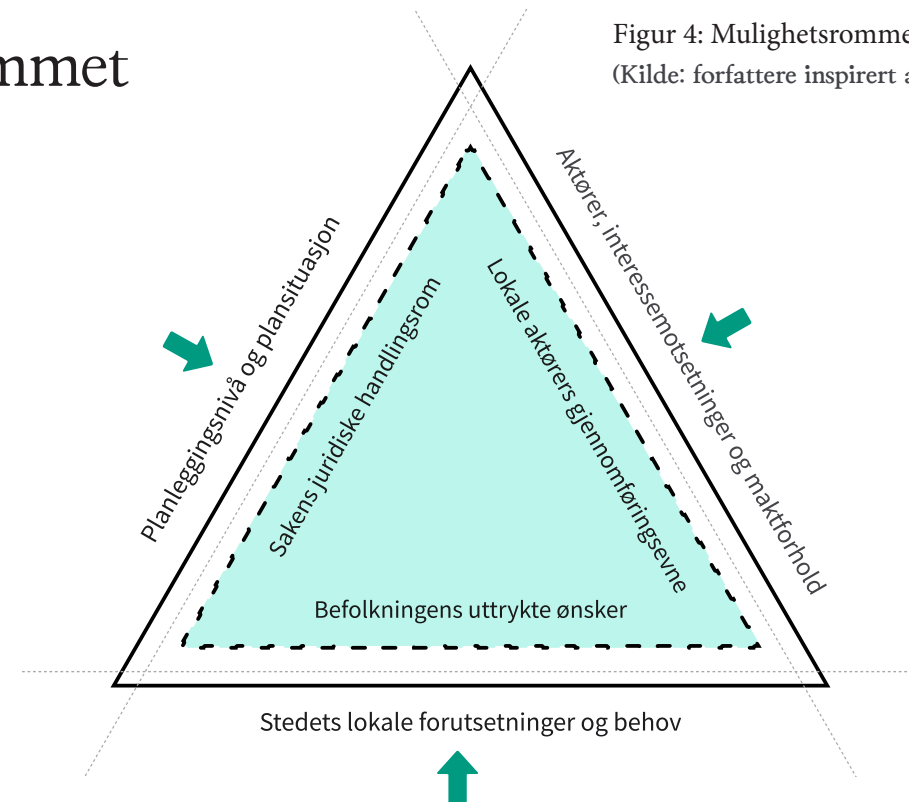 mmet
Figur 4: Mulighetsromme
(Kilde: forfattere inspirert a
Planleggingsnivå og plansituasjon
Aktører, interessemotsetninger og maktforhold
Sakens juridiske handlingsrom
Lokale aktørers gjennomføringsevne
Befolkningens uttrykte ønsker
Stedets lokale forutsetninger og behov